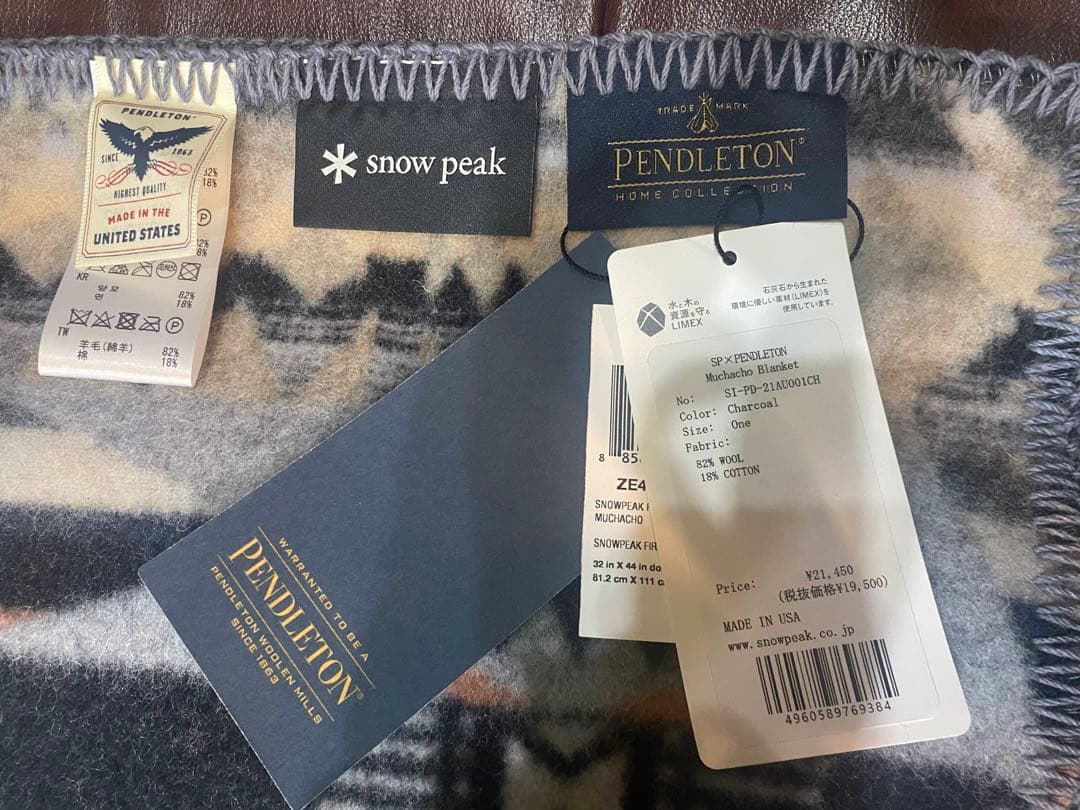 PENDLETON®
SINCE 1863
HIGHEST QUALITY
MADE IN THE
UNITED STATES
32%
18%
P
KR
양모 82%
면 18%
P
TW
羊毛(綿羊) 82%
棉 18%
snow peak
TRADE MARK
PENDLETON®
HOME COLLECTION
WARRANTED TO BE A
PENDLETON®
PENDLETON WOOLEN MILLS
SINCE 1863
8 85
ZE4
SNOWPEAK
MUCHACHO
SNOWPEAK FIR
32 in X 44 in
81.2 cm X 111 c
水と木の
資源を守る
LIMEX
石灰石から生まれた
環境に優しい素材(LIMEX)を
使用しています。
SP×PENDLETON
Muchacho Blanket
No: SI-PD-21AU001CH
Color: Charcoal
Size: One
Fabric:
82% WOOL
18% COTTON
Price: ¥21,450
(税抜価格¥19,500)
MADE IN USA
www.snowpeak.co.jp
4960589769384